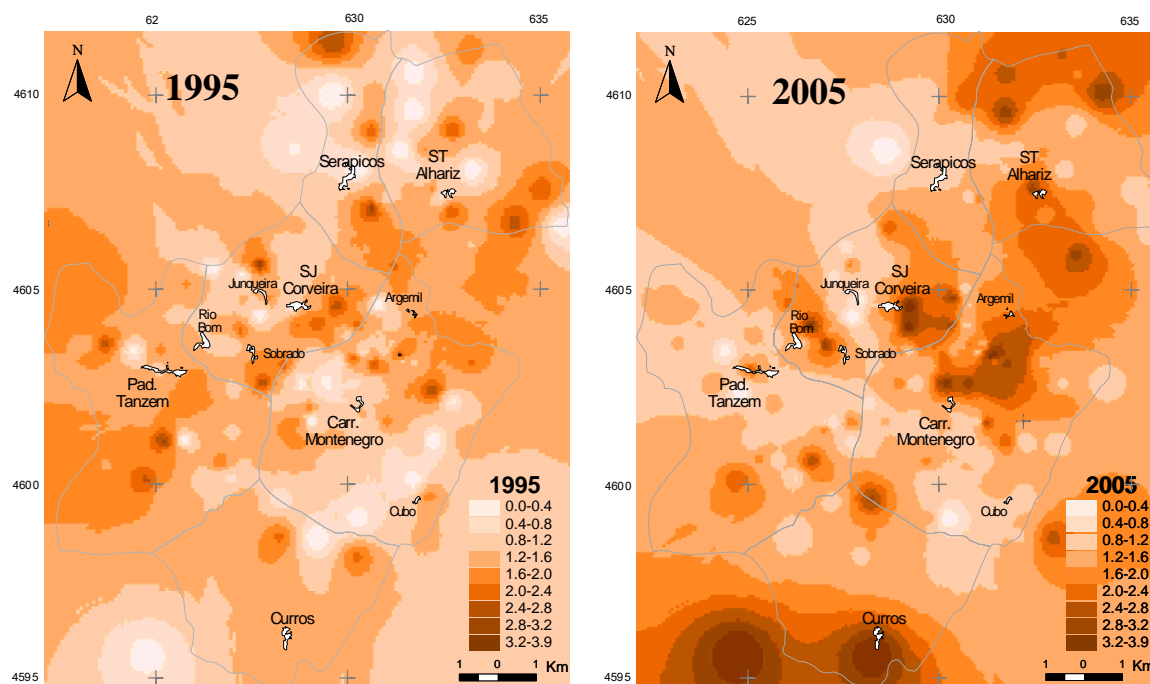 62 630 635
N
1995
4610
Serapicos
ST
Alhariz
4605
Junqueira
SJ
Corveira
Argemil
Rio
Bom
Sobrado
Pad.
Tanzem
Carr.
Montenegro
4600
Cubo
Curros
4595
1995
0.0-0.4
0.4-0.8
0.8-1.2
1.2-1.6
1.6-2.0
2.0-2.4
2.4-2.8
2.8-3.2
3.2-3.9
1 0 1 Km
625 630 635
N
2005
4610
Serapicos
ST
Alhariz
4605
Junqueira
SJ
Corveira
Argemil
Rio
Bom
Sobrado
Pad.
Tanzem
Carr.
Montenegro
4600
Cubo
Curros
4595
2005
0.0-0.4
0.4-0.8
0.8-1.2
1.2-1.6
1.6-2.0
2.0-2.4
2.4-2.8
2.8-3.2
3.2-3.9
1 0 1 Km